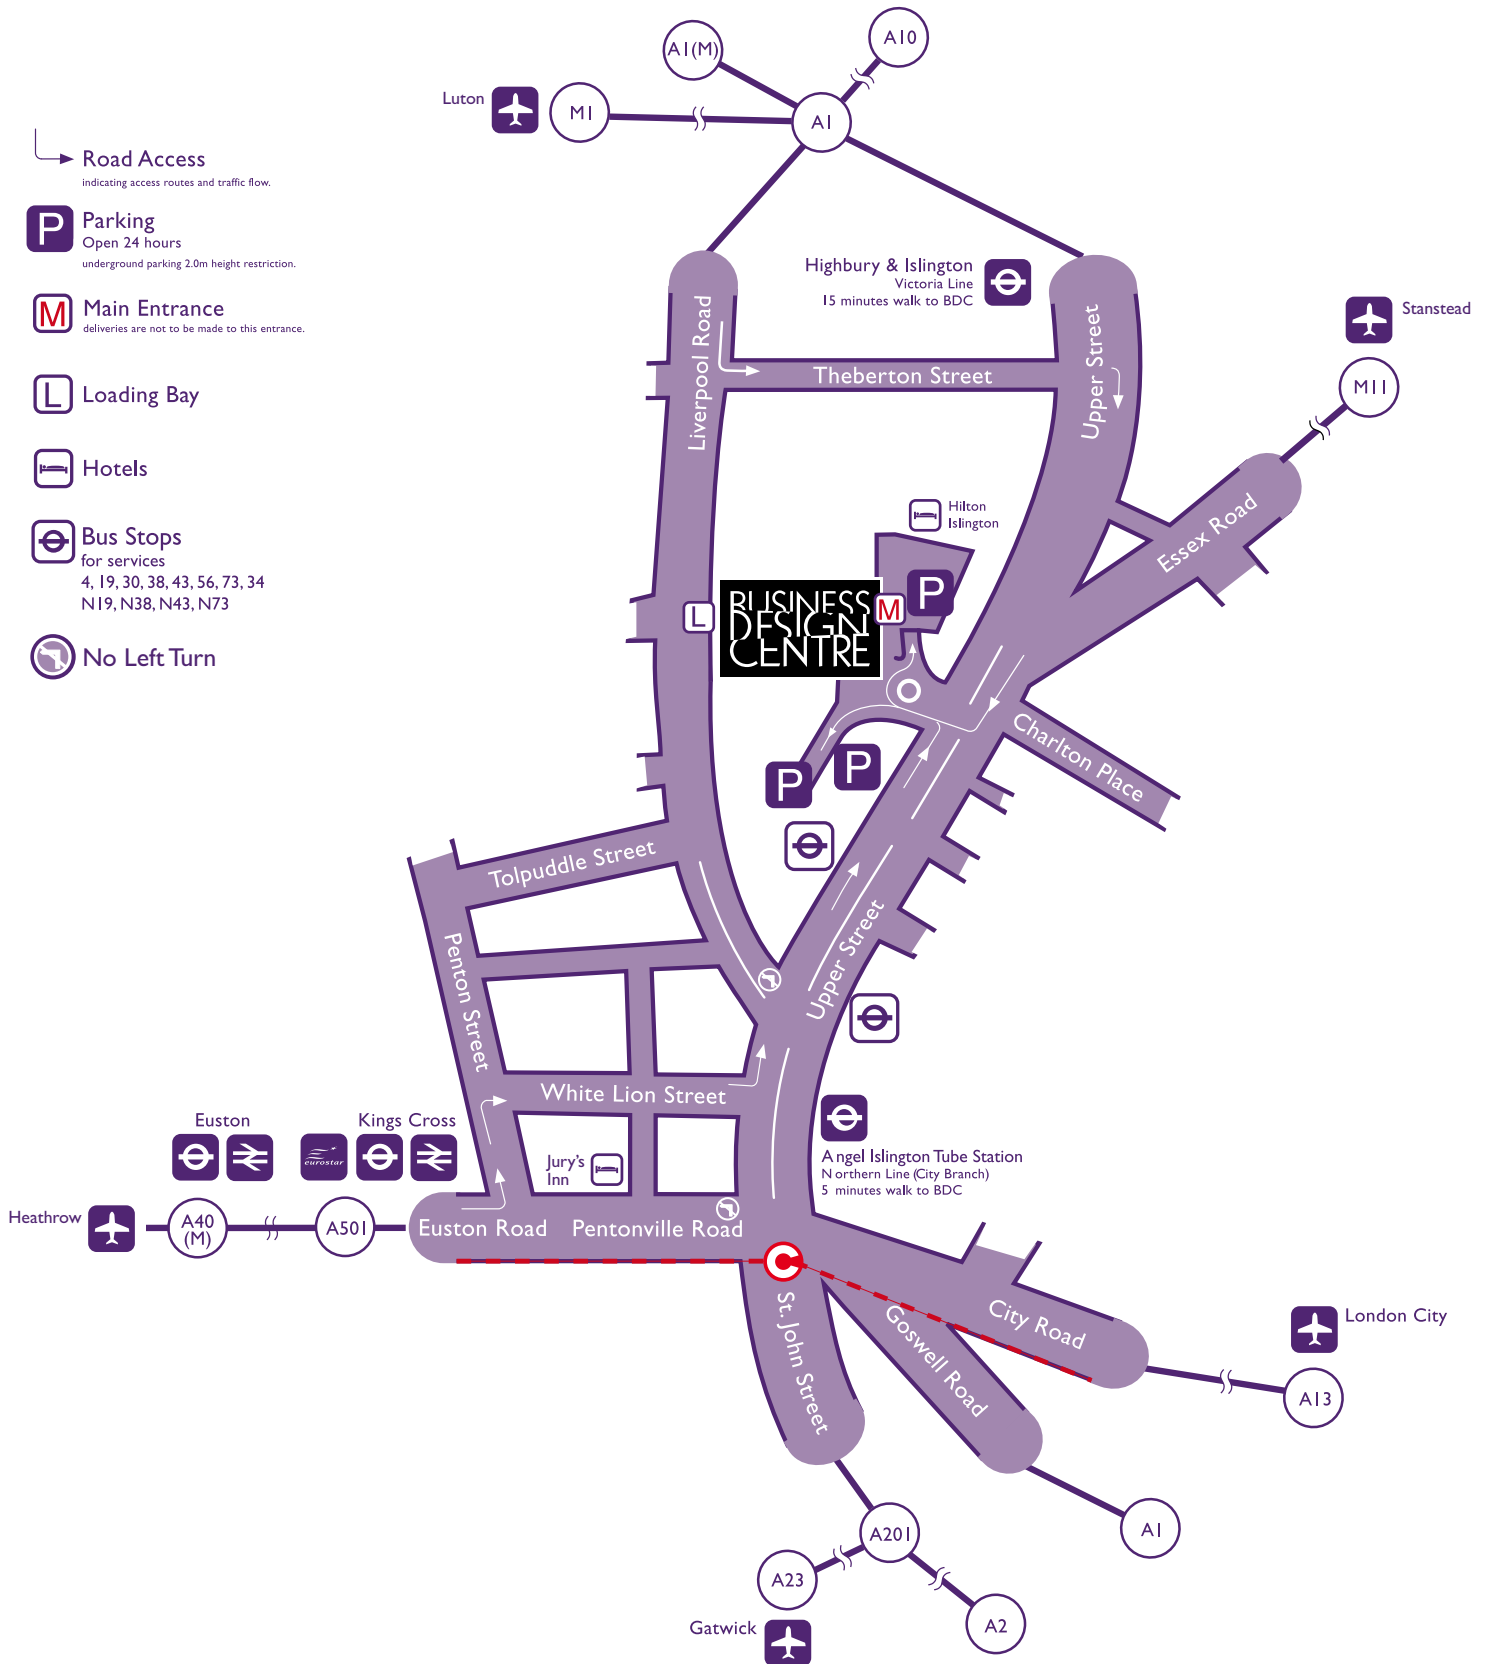 A1(M)
A10
Luton
M1
A1
Road Access
indicating access routes and traffic flow.
P
Parking
Open 24 hours
underground parking 2.0m height restriction.
M
Main Entrance
deliveries are not to be made to this entrance.
L
Loading Bay
Hotels
Bus Stops
for services
4, 19, 30, 38, 43, 56, 73, 34
N19, N38, N43, N73
No Left Turn
Highbury & Islington
Victoria Line
15 minutes walk to BDC
Stanstead
M11
Liverpool Road
Theberton Street
Upper Street
Essex Road
Hilton
Islington
P
L
BUSINESS
DESIGN
CENTRE
M
Charlton Place
P
P
Tolpuddle Street
Penton Street
Upper Street
White Lion Street
Euston
Kings Cross
eurostar
Jury's
Inn
Angel Islington Tube Station
Northern Line (City Branch)
5 minutes walk to BDC
Heathrow
A40
(M)
A501
Euston Road
Pentonville Road
St. John Street
Goswell Road
City Road
London City
A13
A1
A201
A23
A2
Gatwick